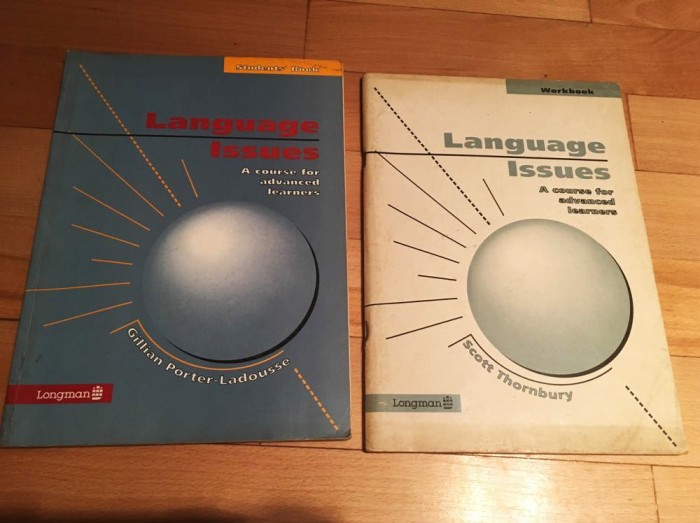 Students' Book
Language
Issues
A course for
advanced
learners
Gillian Porter-Ladousse
Longman
Workbook
Language
Issues
A course for
advanced
learners
Scott Thornbury
Longman